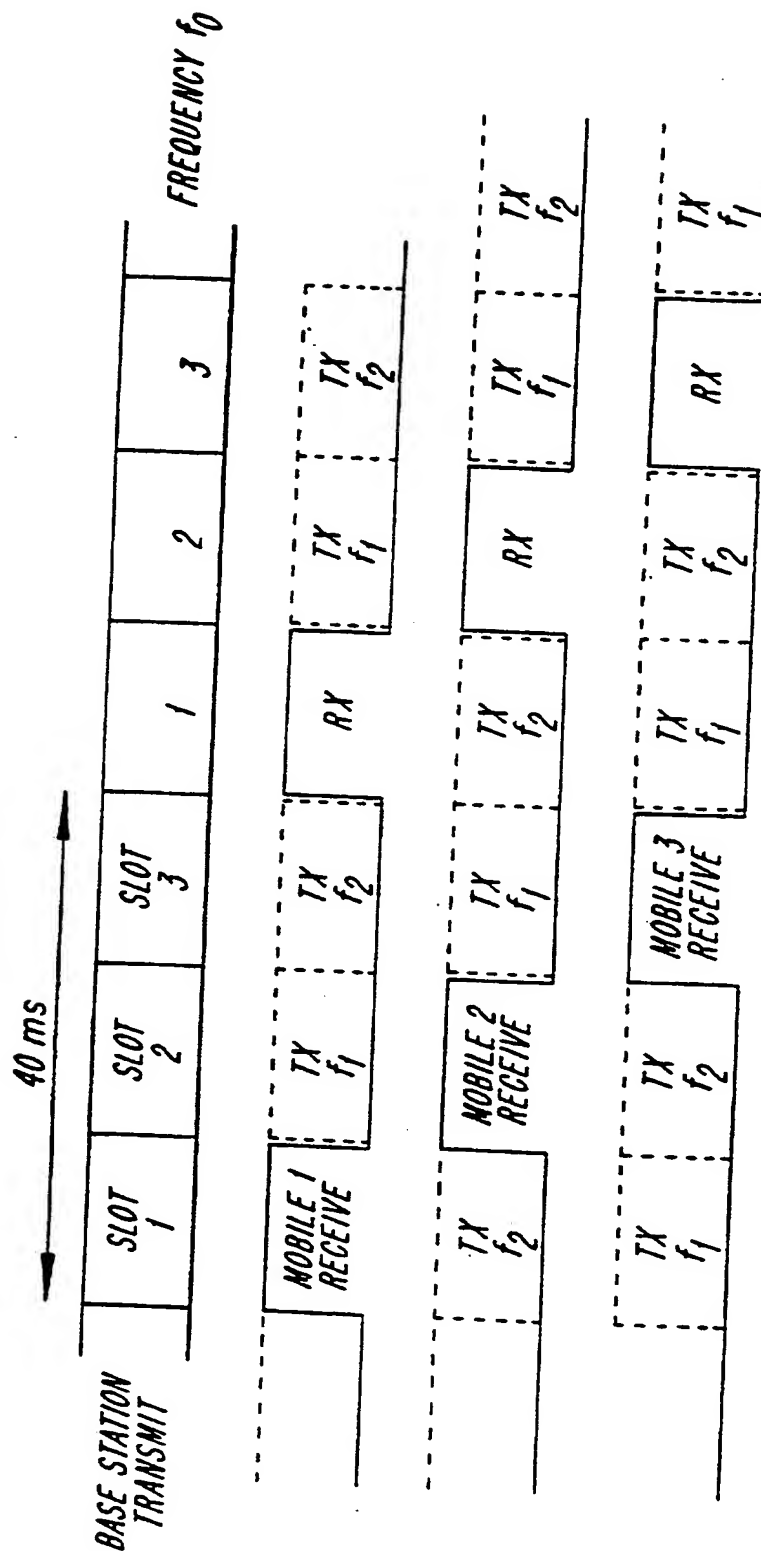 40 ms
BASE STATION
TRANSMIT
SLOT
1
SLOT
2
SLOT
3
1
2
3
FREQUENCY f0
MOBILE 1
RECEIVE
TX
f1
TX
f2
RX
TX
f1
TX
f2
TX
f2
MOBILE 2
RECEIVE
TX
f1
TX
f2
RX
TX
f1
TX
f2
TX
f1
TX
f2
MOBILE 3
RECEIVE
TX
f1
TX
f2
RX
TX
f1